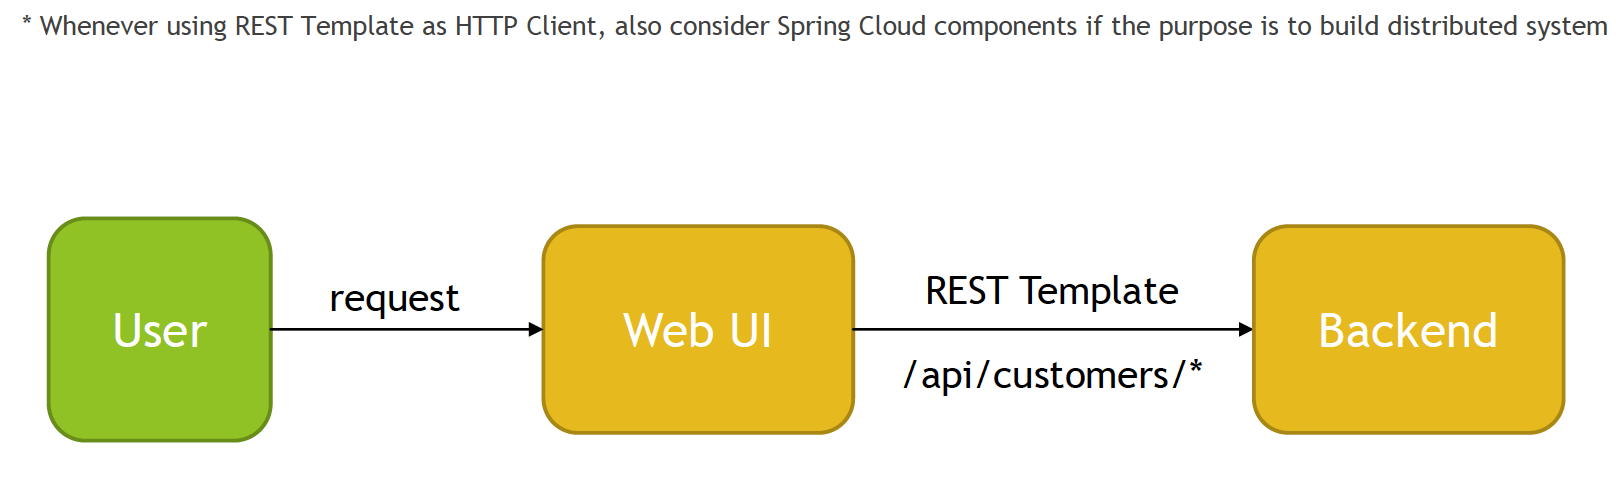 * Whenever using REST Template as HTTP Client, also consider Spring Cloud components if the purpose is to build distributed system
User
request
Web UI
REST Template
/api/customers/*
Backend